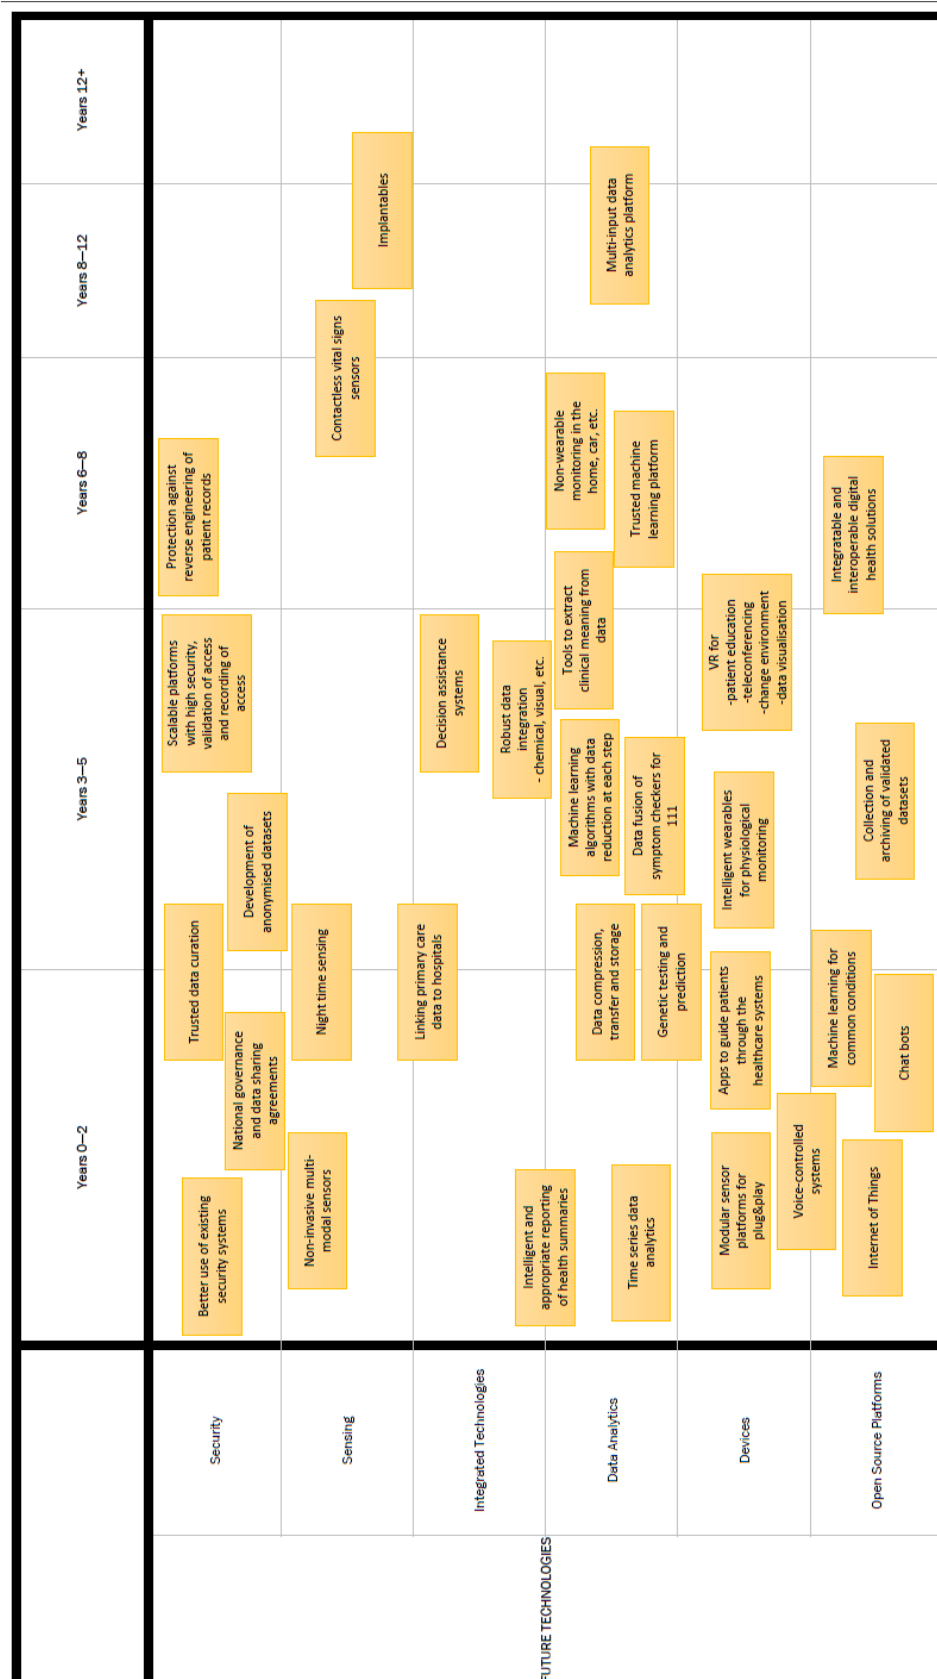 Years 0–2
Years 3–5
Years 6–8
Years 8–12
Years 12+
FUTURE TECHNOLOGIES
Security
Better use of existing
security systems
National governance
and data sharing
agreements
Trusted data curation
Development of
anonymised datasets
Scalable platforms
with high security,
validation of access
and recording of
access
Protection against
reverse engineering of
patient records
Sensing
Non-invasive multi-
modal sensors
Night time sensing
Contactless vital signs
sensors
Implantables
Integrated Technologies
Linking primary care
data to hospitals
Decision assistance
systems
Robust data
integration
- chemical, visual, etc.
Intelligent and
appropriate reporting
of health summaries
Data Analytics
Time series data
analytics
Data compression,
transfer and storage
Genetic testing and
prediction
Machine learning
algorithms with data
reduction at each step
Data fusion of
symptom checkers for
111
Tools to extract
clinical meaning from
data
Non-wearable
monitoring in the
home, car, etc.
Trusted machine
learning platform
Multi-input data
analytics platform
Devices
Modular sensor
platforms for
plug&play
Voice-controlled
systems
Apps to guide patients
through the
healthcare systems
Intelligent wearables
for physiological
monitoring
VR for
-patient education
-teleconferencing
-change environment
-data visualisation
Open Source Platforms
Internet of Things
Chat bots
Machine learning for
common conditions
Collection and
archiving of validated
datasets
Integratable and
interoperable digital
health solutions